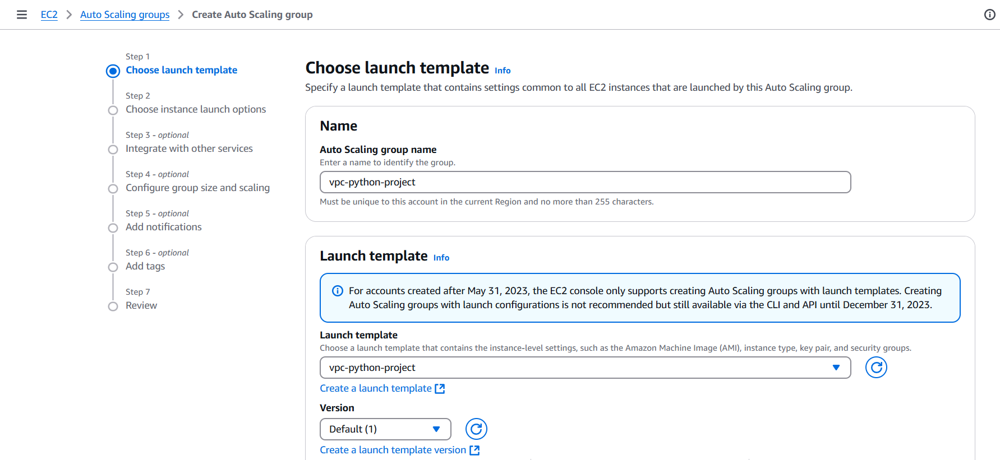 EC2 > Auto Scaling groups > Create Auto Scaling group
Step 1
Choose launch template
Step 2
Choose instance launch options
Step 3 - optional
Integrate with other services
Step 4 - optional
Configure group size and scaling
Step 5 - optional
Add notifications
Step 6 - optional
Add tags
Step 7
Review
Choose launch template Info
Specify a launch template that contains settings common to all EC2 instances that are launched by this Auto Scaling group.
Name
Auto Scaling group name
Enter a name to identify the group.
vpc-python-project
Must be unique to this account in the current Region and no more than 255 characters.
Launch template Info
For accounts created after May 31, 2023, the EC2 console only supports creating Auto Scaling groups with launch templates. Creating
Auto Scaling groups with launch configurations is not recommended but still available via the CLI and API until December 31, 2023.
Launch template
Choose a launch template that contains the instance-level settings, such as the Amazon Machine Image (AMI), instance type, key pair, and security groups.
vpc-python-project
Create a launch template
Version
Default (1)
Create a launch template version